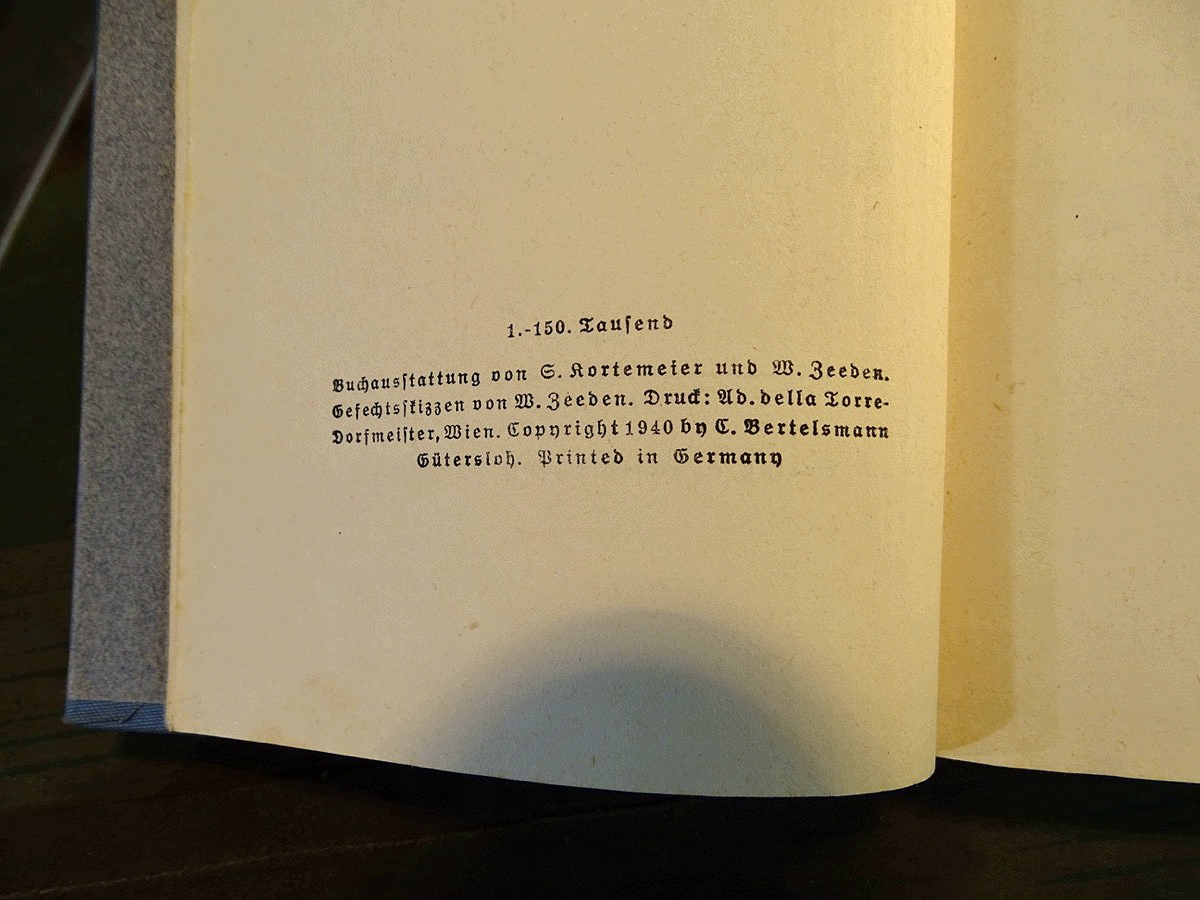 1.-150. Tausend
Buchausstattung von S. Kortemeier und W. Zeeden.
Gefechtsskizzen von W. Zeeden. Druck: Ad. della Torre-
Dorfmeister, Wien. Copyright 1940 by C. Bertelsmann
Gütersloh. Printed in Germany